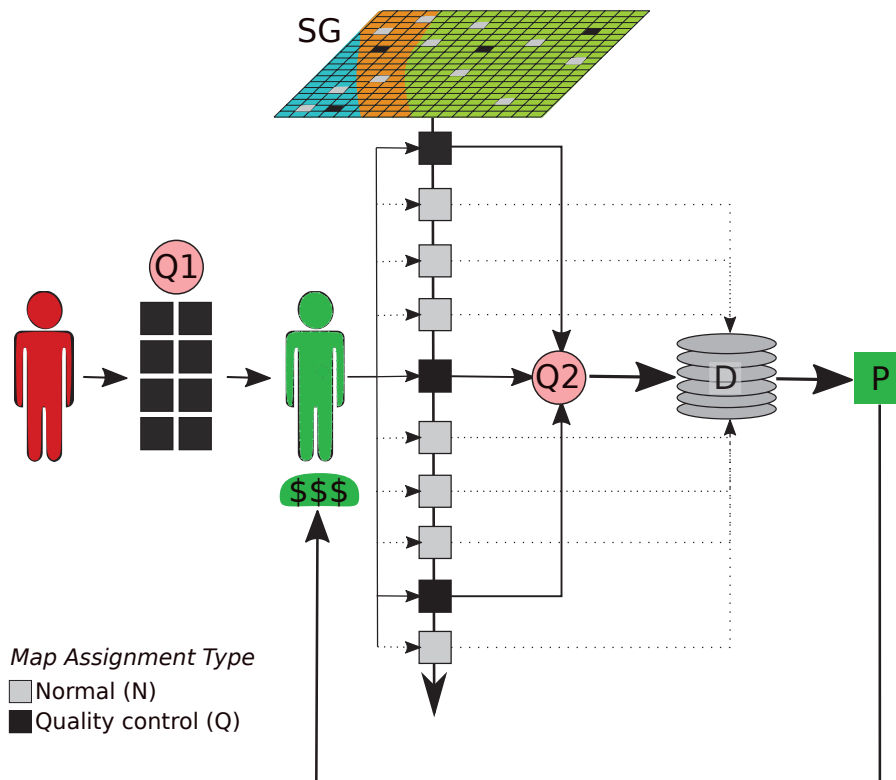 SG
Q1
Q2
D
P
$$$
Map Assignment Type
Normal (N)
Quality control (Q)